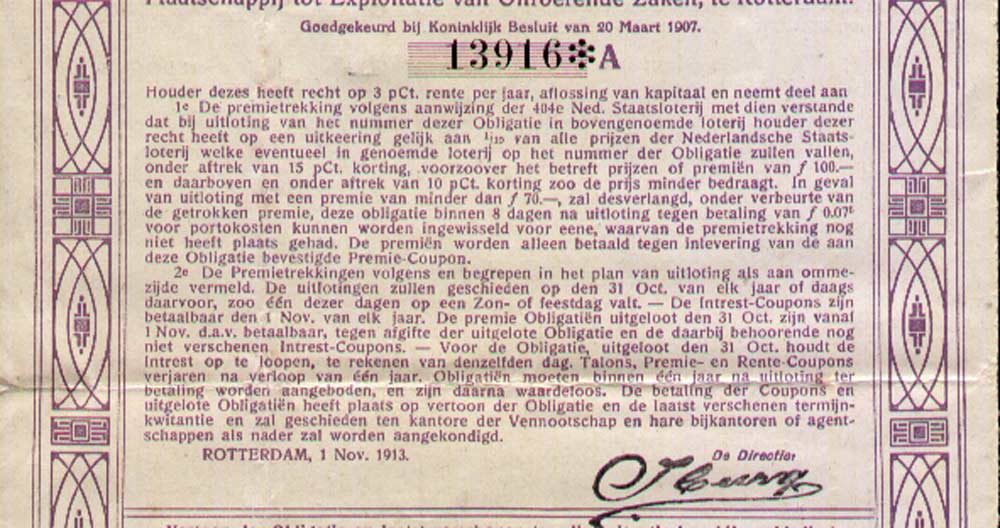 Maatschappij tot Exploitatie van Onroerende Zaken, te Rotterdam.
Goedgekeurd bij Koninklijk Besluit van 20 Maart 1907.
13916 A
Houder dezes heeft recht op 3 pCt. rente per jaar, aflossing van kapitaal en neemt deel aan
1e De premietrekking volgens aanwijzing der 404e Ned. Staatsloterij met dien verstande
dat bij uitloting van het nummer dezer Obligatie in bovengenoemde loterij houder dezer
recht heeft op een uitkeering gelijk aan van alle prijzen der Nederlandsche Staats-
loterij welke eventueel in genoemde loterij op het nummer der Obligatie zullen vallen,
onder aftrek van 15 pCt. korting, voorzoover het betreft prijzen of premiën van ƒ 100.—
en daarboven en onder aftrek van 10 pCt. korting zoo de prijs minder bedraagt. In geval
van uitloting met een premie van minder dan ƒ 70.—, zal desverlangd, onder verbeurte van
de getrokken premie, deze obligatie binnen 8 dagen na uitloting tegen betaling van ƒ 0.07⁵
voor portokosten kunnen worden ingewisseld voor eene, waarvan de premietrekking nog
niet heeft plaats gehad. De premiën worden alleen betaald tegen inlevering van de aan
deze Obligatie bevestigde Premie-Coupon.
2e De Premietrekkingen volgens en begrepen in het plan van uitloting als aan omme-
zijde vermeld. De uitlotingen zullen geschieden op den 31 Oct. van elk jaar of daags
daarvoor, zoo één dezer dagen op een Zon- of feestdag valt. — De Intrest-Coupons zijn
betaalbaar den 1 Nov. van elk jaar. De premie Obligatiën uitgeloot den 31 Oct. zijn vanaf
1 Nov. d.a.v. betaalbaar, tegen afgifte der uitgelote Obligatie en de daarbij behoorende nog
niet verschenen Intrest-Coupons. — Voor de Obligatie, uitgeloot den 31 Oct. houdt de
Intrest op te loopen, te rekenen van denzelfden dag. Talons, Premie- en Rente-Coupons
verjaren na verloop van één jaar. Obligatiën moeten binnen één jaar na uitloting ter
betaling worden aangeboden, en zijn daarna waardeloos. De betaling der Coupons en
uitgelote Obligatiën heeft plaats op vertoon der Obligatie en de laatst verschenen termijn-
kwitantie en zal geschieden ten kantore der Vennootschap en hare bijkantoren of agent-
schappen als nader zal worden aangekondigd.
ROTTERDAM, 1 Nov. 1913.
De Directie: